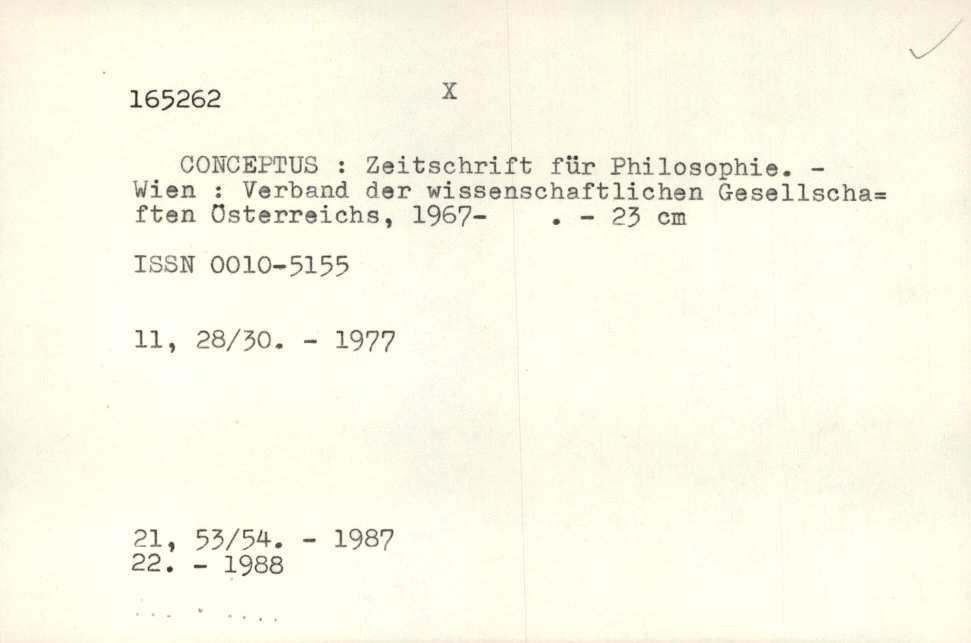 165262 X
CONCEPTUS : Zeitschrift für Philosophie. -
Wien : Verband der wissenschaftlichen Gesellscha=
ften Österreichs, 1967-    . - 23 cm
ISSN 0010-5155
11, 28/30. - 1977
21, 53/54. - 1987
22. - 1988